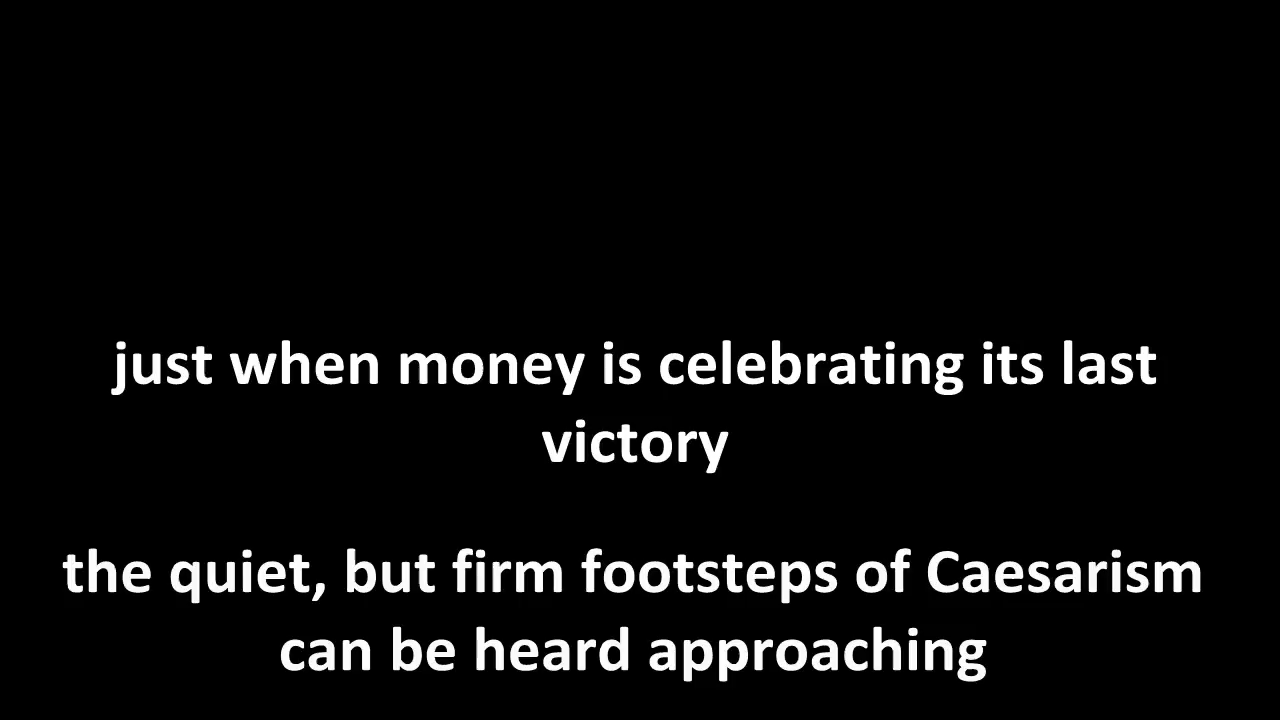 just when money is celebrating its last
victory
the quiet, but firm footsteps of Caesarism
can be heard approaching